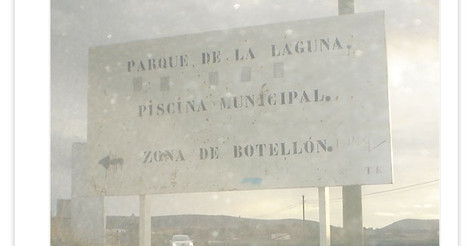 PARQUE DE LA LAGUNA.
PISCINA MUNICIPAL.
ZONA DE BOTELLÓN.